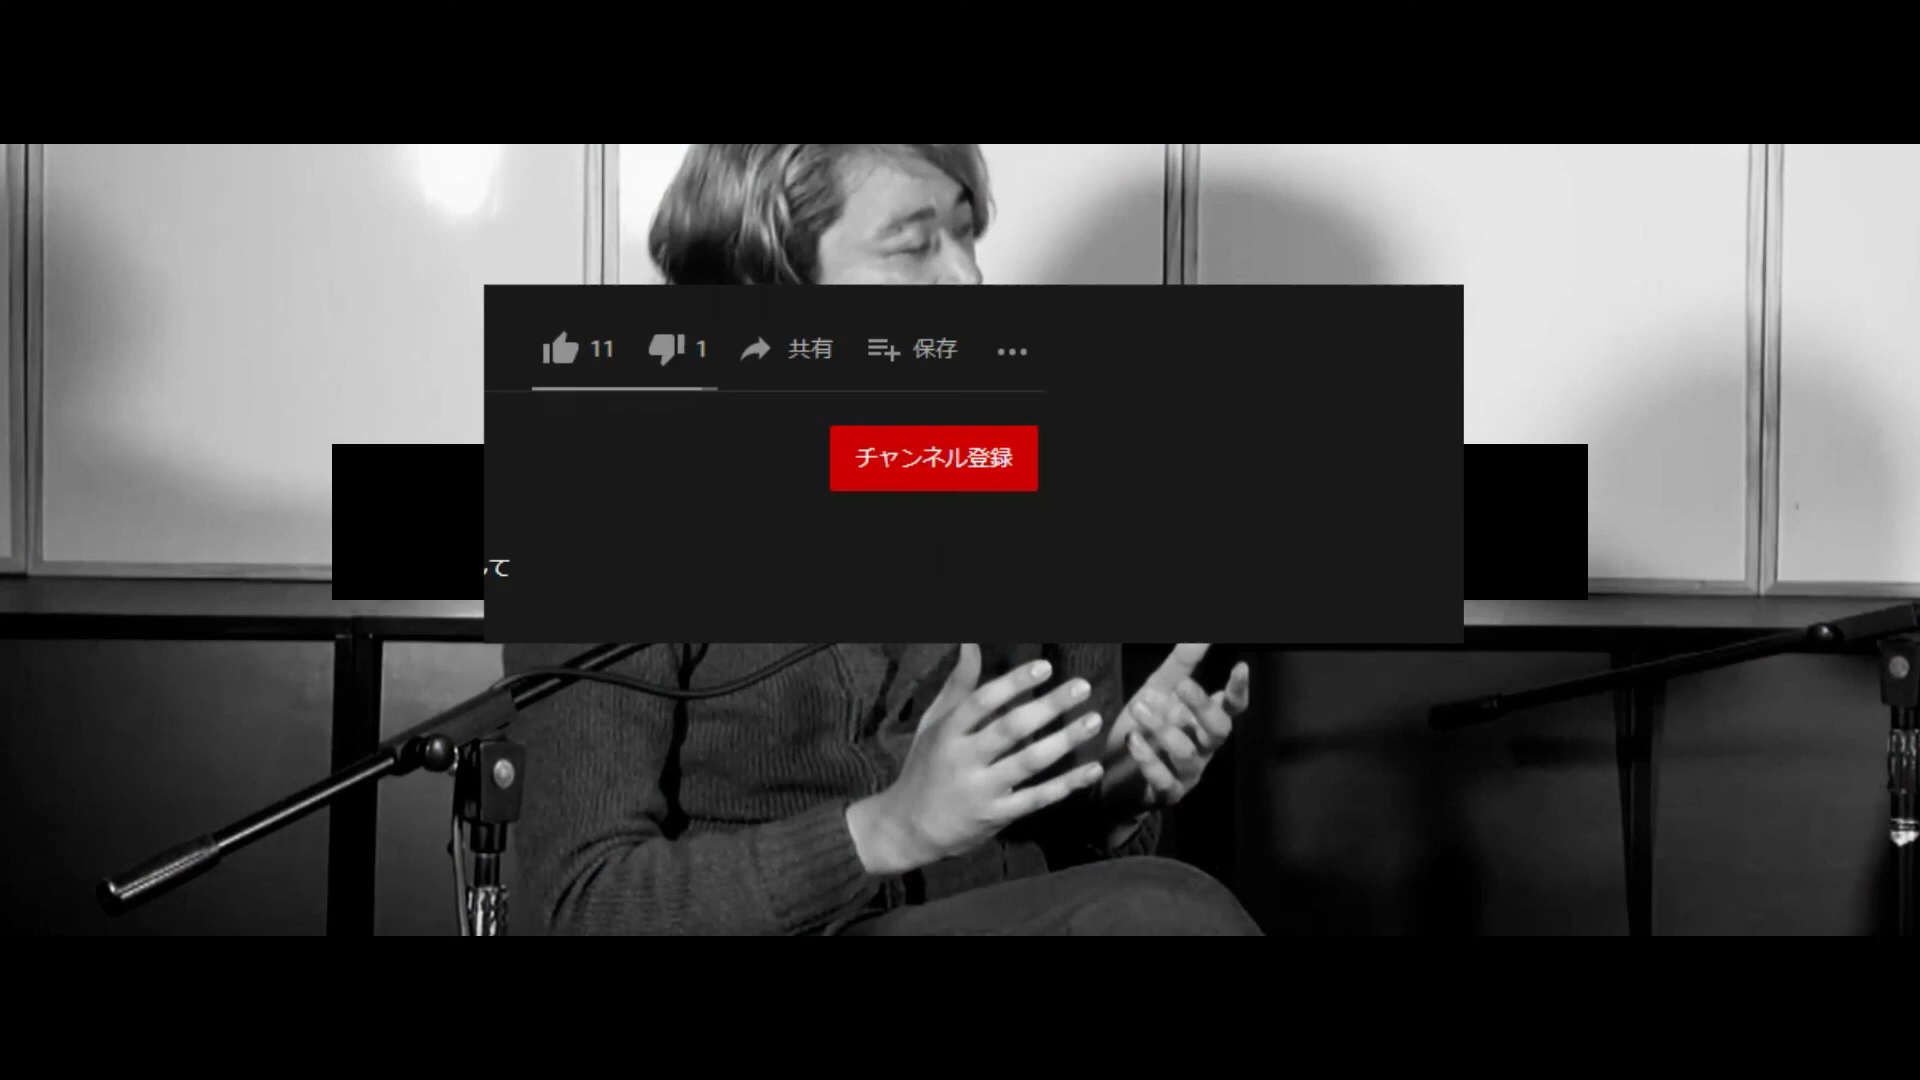 11 1 共有 保存
チャンネル登録
て